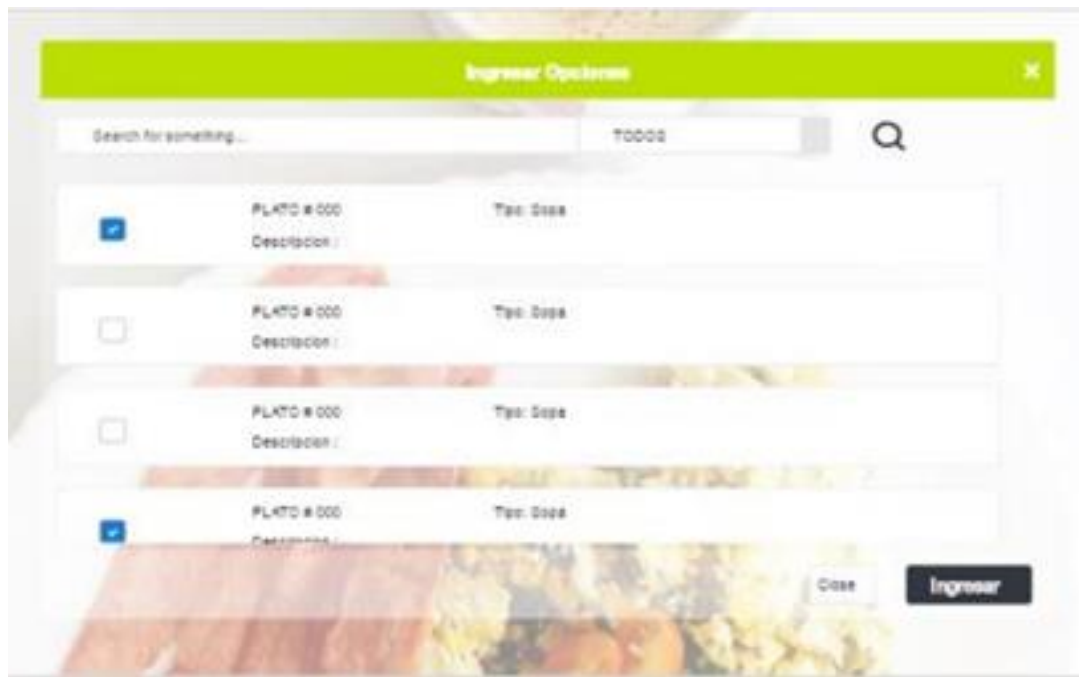 Ingresar Opciones
Search for something...
TODOS
PLATO # 000
Tipo: Sopa
Descripcion :
PLATO # 000
Tipo: Sopa
Descripcion :
PLATO # 000
Tipo: Sopa
Descripcion :
PLATO # 000
Tipo: Sopa
Descripcion :
Close
Ingresar